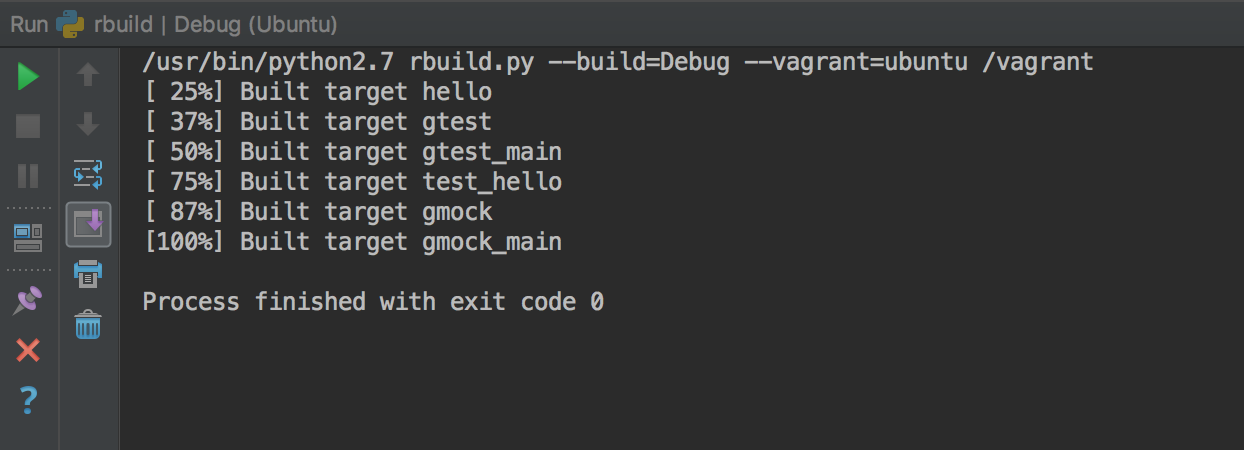 Run rbuild | Debug (Ubuntu)
/usr/bin/python2.7 rbuild.py --build=Debug --vagrant=ubuntu /vagrant
[ 25%] Built target hello
[ 37%] Built target gtest
[ 50%] Built target gtest_main
[ 75%] Built target test_hello
[ 87%] Built target gmock
[100%] Built target gmock_main
Process finished with exit code 0